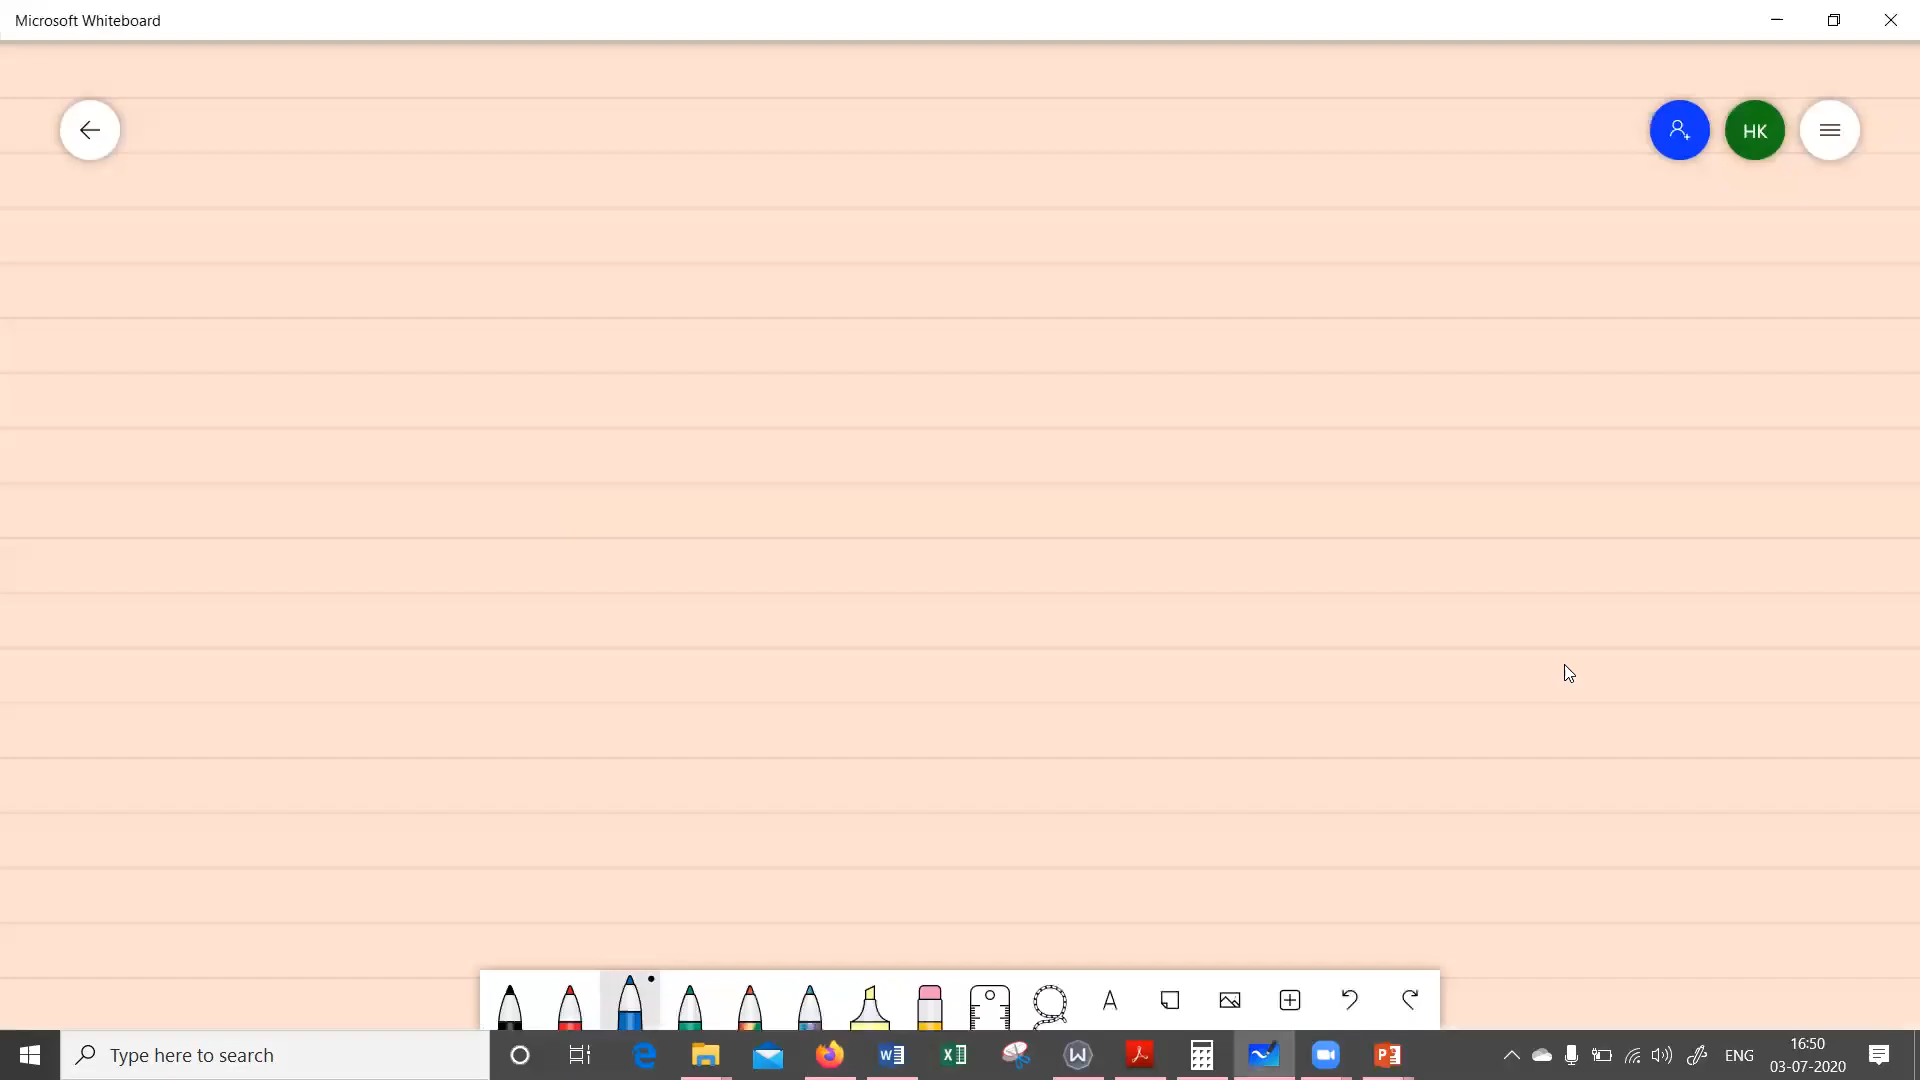 Microsoft Whiteboard
HK
Type here to search
ENG
16:50
03-07-2020